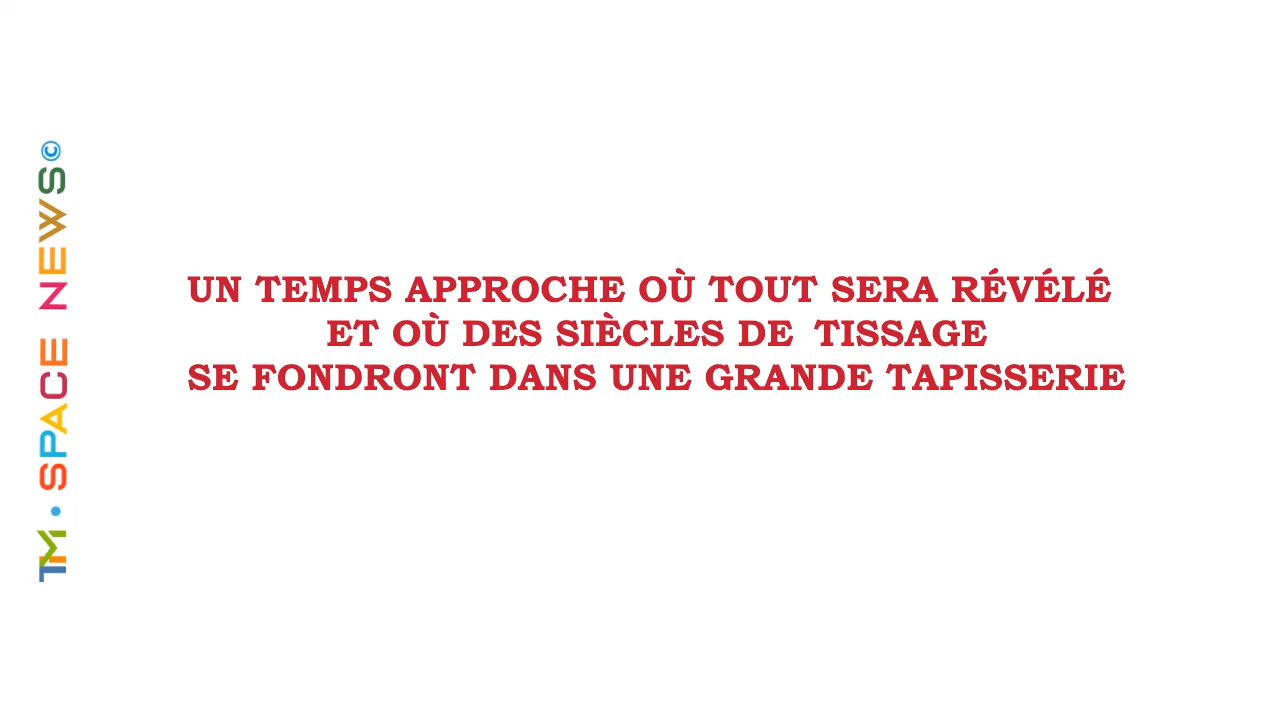 TM • SPACE NEWS©
UN TEMPS APPROCHE OÙ TOUT SERA RÉVÉLÉ
ET OÙ DES SIÈCLES DE TISSAGE
SE FONDRONT DANS UNE GRANDE TAPISSERIE